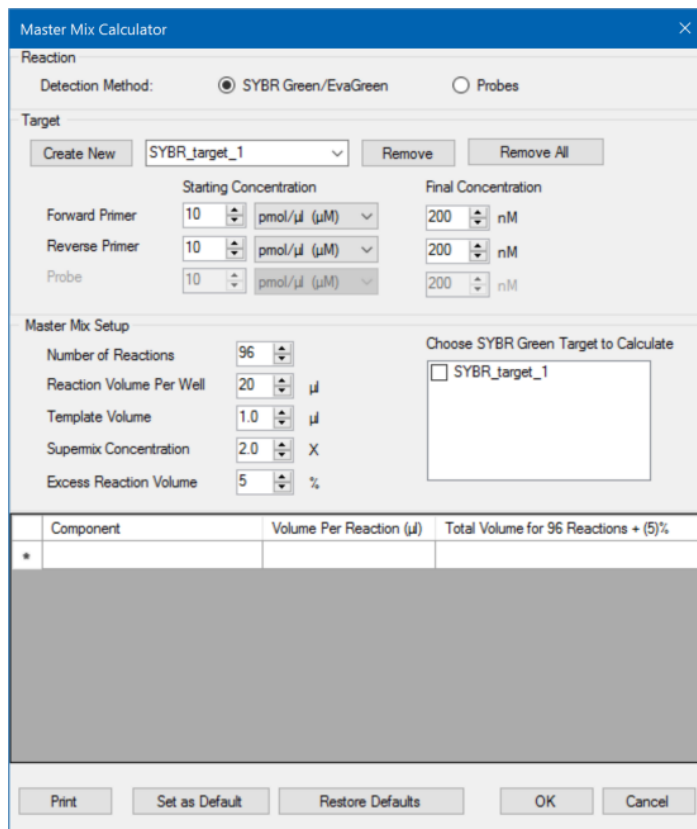 Master Mix Calculator
Reaction
Detection Method: SYBR Green/EvaGreen Probes
Target
Create New SYBR_target_1 Remove Remove All
Starting Concentration Final Concentration
Forward Primer 10 pmol/µl (µM) 200 nM
Reverse Primer 10 pmol/µl (µM) 200 nM
Probe 10 pmol/µl (µM) 200 nM
Master Mix Setup
Choose SYBR Green Target to Calculate
Number of Reactions 96
SYBR_target_1
Reaction Volume Per Well 20 µl
Template Volume 1.0 µl
Supermix Concentration 2.0 X
Excess Reaction Volume 5 %
Component Volume Per Reaction (µl) Total Volume for 96 Reactions + (5)%
*
Print Set as Default Restore Defaults OK Cancel